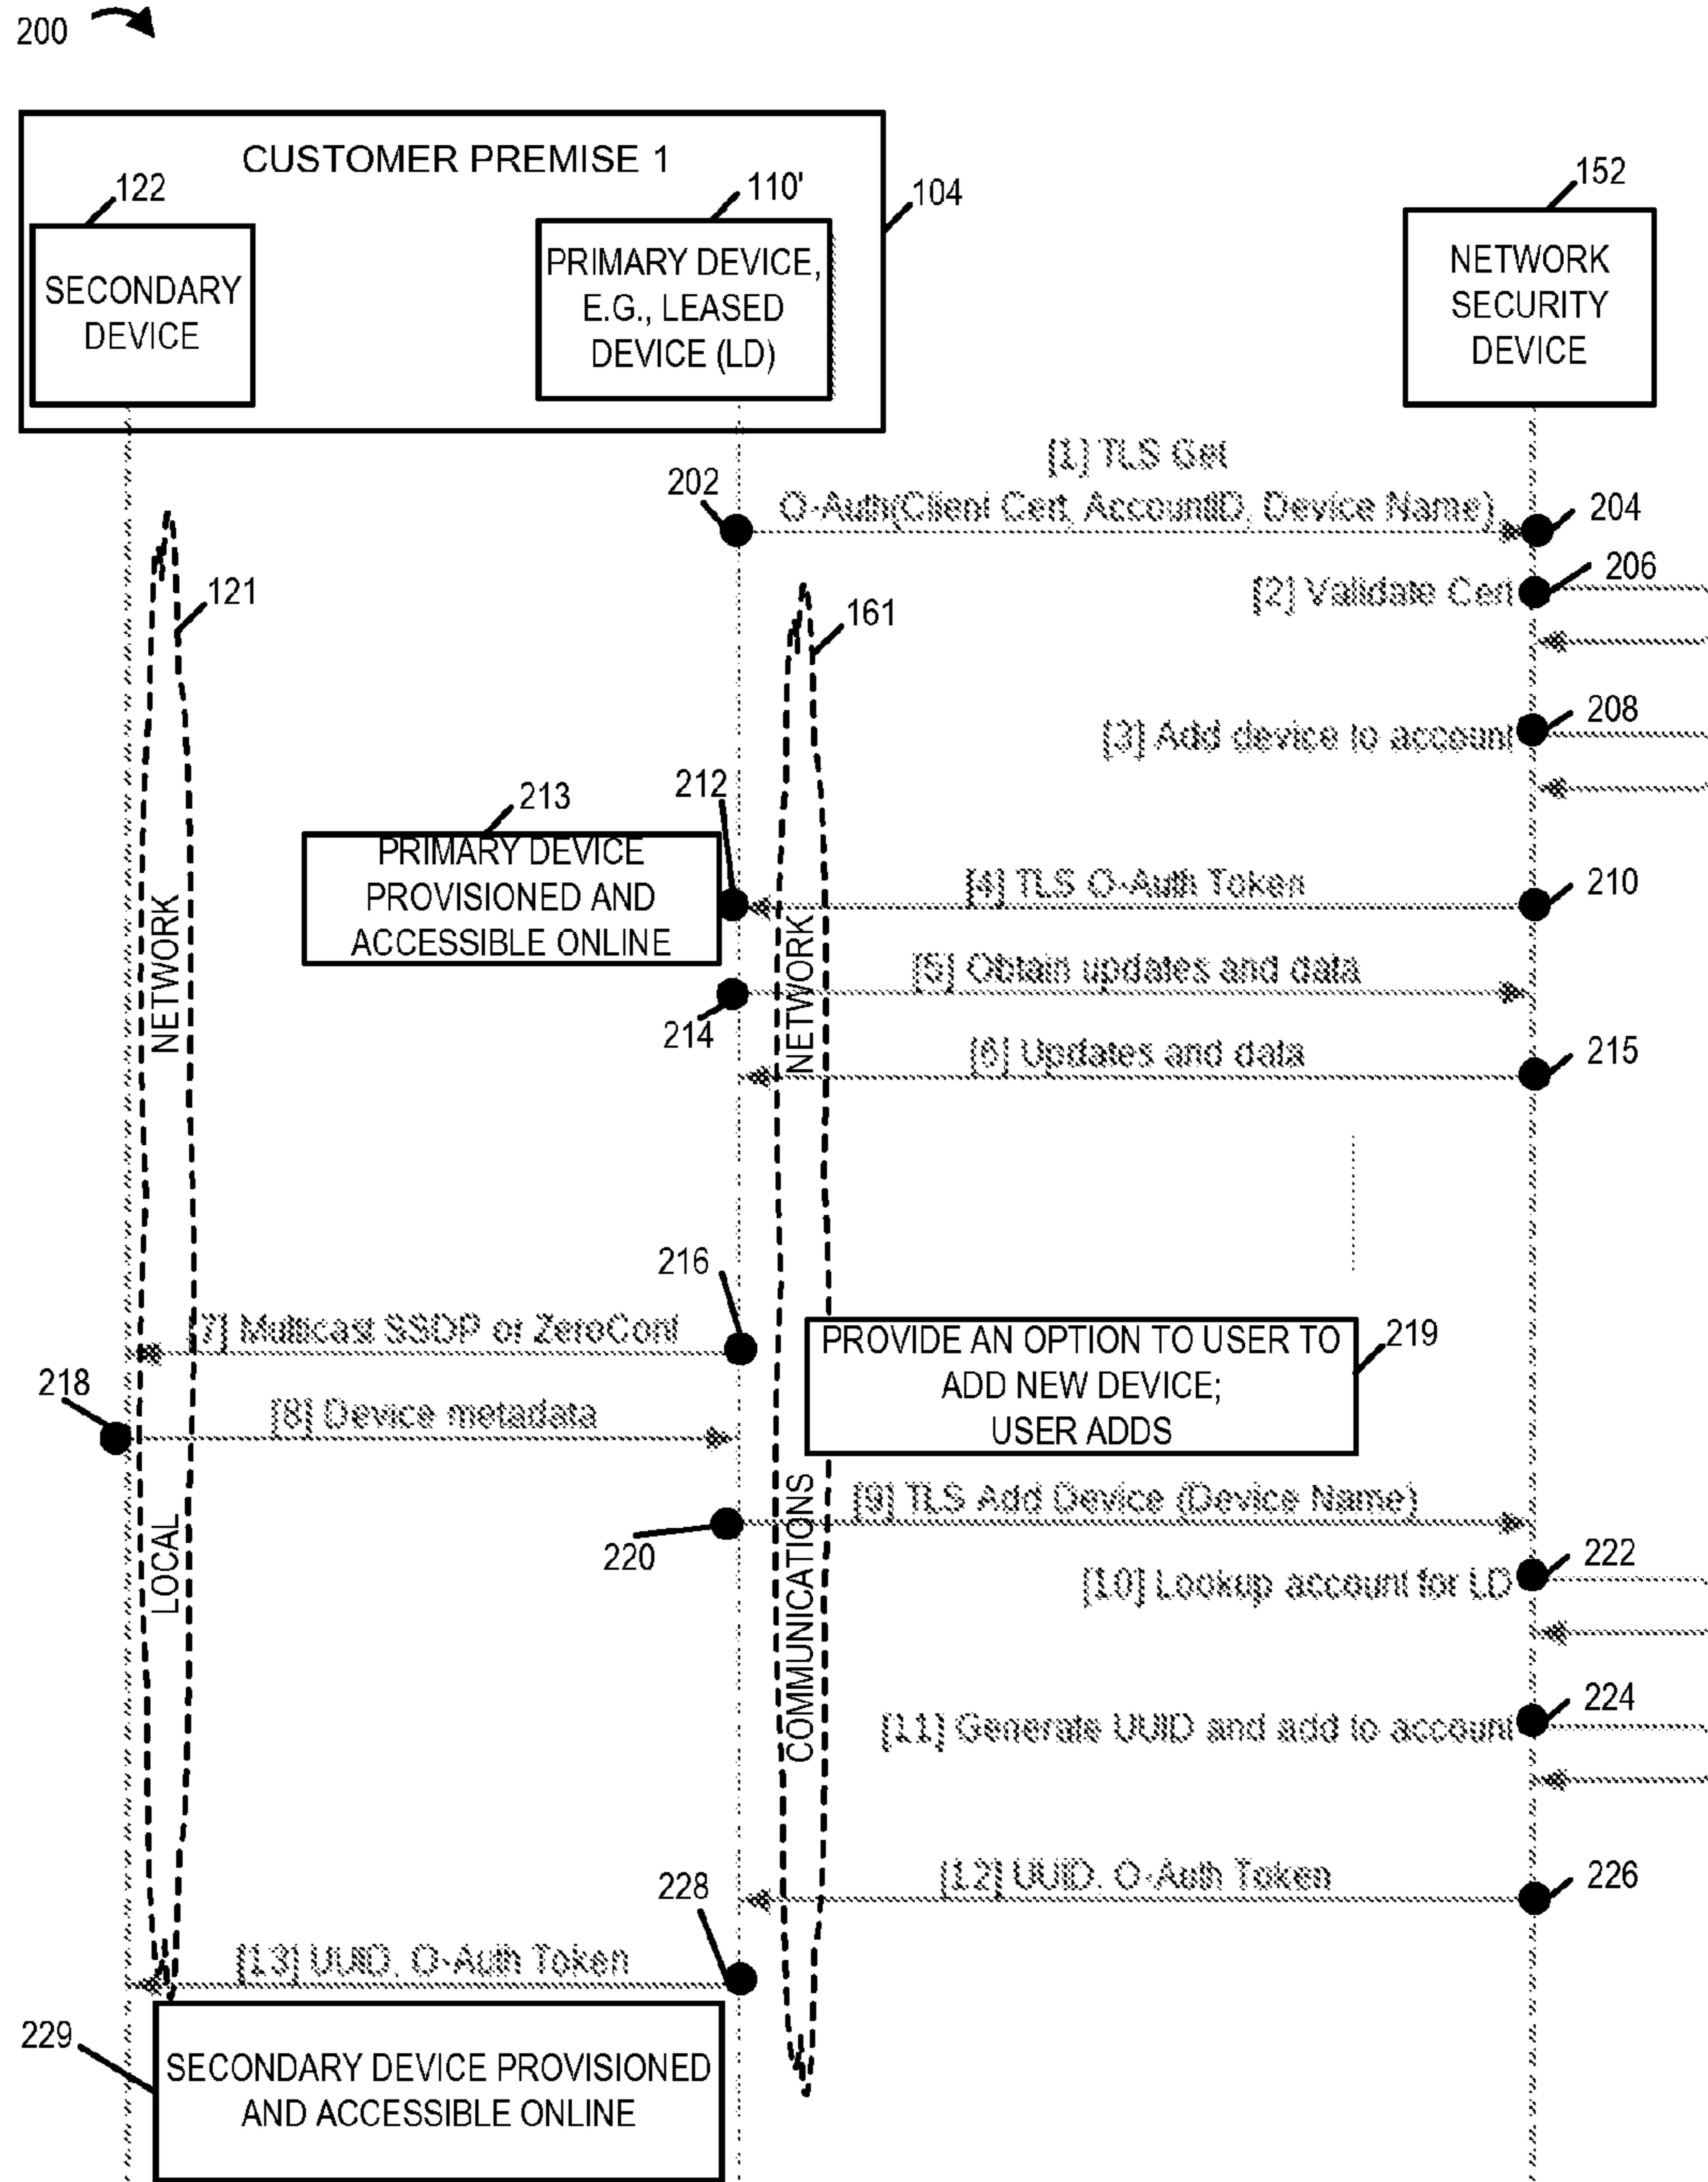 200
CUSTOMER PREMISE 1
122
110'
104
152
SECONDARY
DEVICE
PRIMARY DEVICE,
E.G., LEASED
DEVICE (LD)
NETWORK
SECURITY
DEVICE
[1] TLS Get
O-Auth(Client Cert, AccountID, Device Name)
202
204
[2] Validate Cert
206
121
161
[3] Add device to account
208
213
212
PRIMARY DEVICE
PROVISIONED AND
ACCESSIBLE ONLINE
[4] TLS O-Auth Token
210
[5] Obtain updates and data
214
[6] Updates and data
215
LOCAL NETWORK
COMMUNICATIONS NETWORK
216
[7] Multicast SSDP or ZeroConf
PROVIDE AN OPTION TO USER TO
ADD NEW DEVICE;
USER ADDS
219
218
[8] Device metadata
[9] TLS Add Device (Device Name)
220
[10] Lookup account for LD
222
[11] Generate UUID and add to account
224
[12] UUID, O-Auth Token
226
228
[13] UUID, O-Auth Token
229
SECONDARY DEVICE PROVISIONED
AND ACCESSIBLE ONLINE